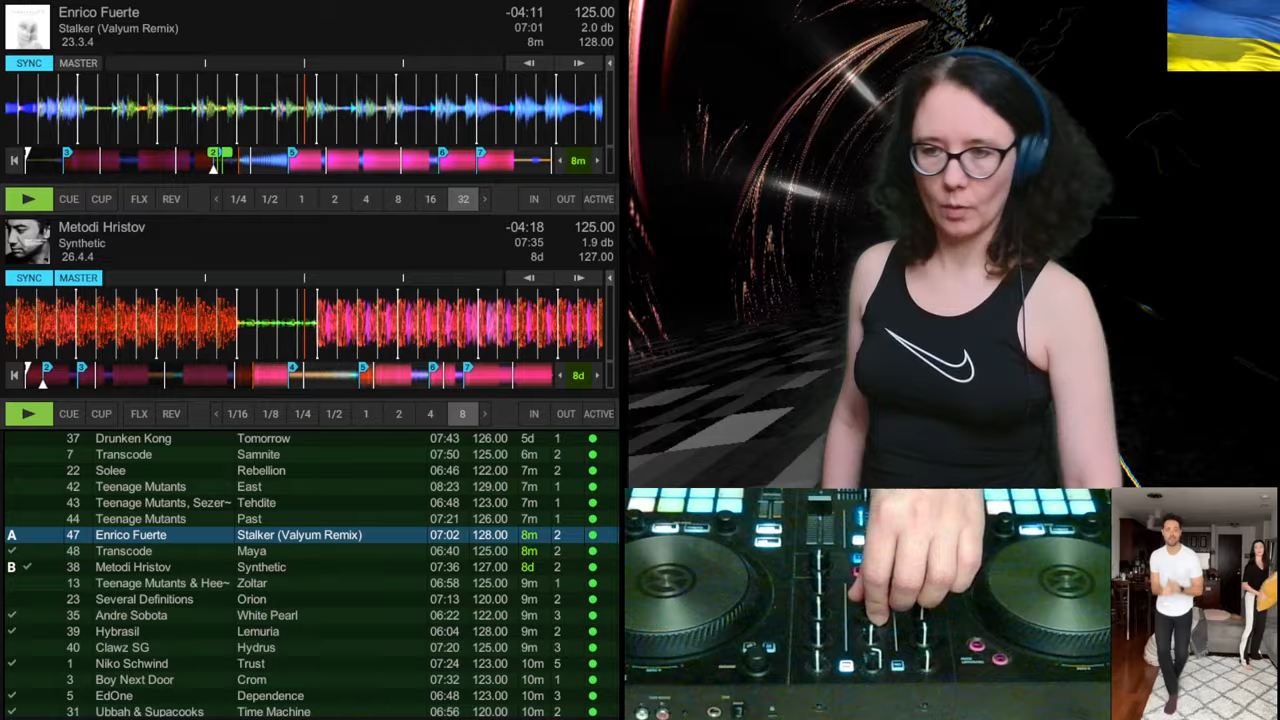 Enrico Fuerte -04:11 125.00
Stalker (Valyum Remix) 07:01 2.0 db
23.3.4 8m 128.00
SYNC MASTER
3 2 5 6 7 8m
CUE CUP FLX REV 1/4 1/2 1 2 4 8 16 32 IN OUT ACTIVE
Metodi Hristov -04:18 125.00
Synthetic 07:35 1.9 db
26.4.4 8d 127.00
SYNC MASTER
2 3 4 5 6 7 8d
CUE CUP FLX REV 1/16 1/8 1/4 1/2 1 2 4 8 IN OUT ACTIVE
37 Drunken Kong Tomorrow 07:43 126.00 5d 1
7 Transcode Samnite 07:50 125.00 6m 2
22 Solee Rebellion 06:46 122.00 7m 2
42 Teenage Mutants East 08:23 129.00 7m 1
43 Teenage Mutants, Sezer~ Tehdite 06:48 123.00 7m 1
44 Teenage Mutants Past 07:21 126.00 7m 1
A 47 Enrico Fuerte Stalker (Valyum Remix) 07:02 128.00 8m 2
48 Transcode Maya 06:40 125.00 8m 2
B 38 Metodi Hristov Synthetic 07:36 127.00 8d 2
13 Teenage Mutants & Hee~ Zoltar 06:58 125.00 9m 1
23 Several Definitions Orion 07:13 120.00 9m 2
35 Andre Sobota White Pearl 06:22 122.00 9m 3
39 Hybrasil Lemuria 06:04 128.00 9m 2
40 Clawz SG Hydrus 07:20 125.00 9m 3
1 Niko Schwind Trust 07:24 123.00 10m 5
3 Boy Next Door Crom 07:32 123.00 10m 1
5 EdOne Dependence 06:48 123.00 10m 3
31 Ubbah & Supacooks Time Machine 06:56 120.00 10m 2